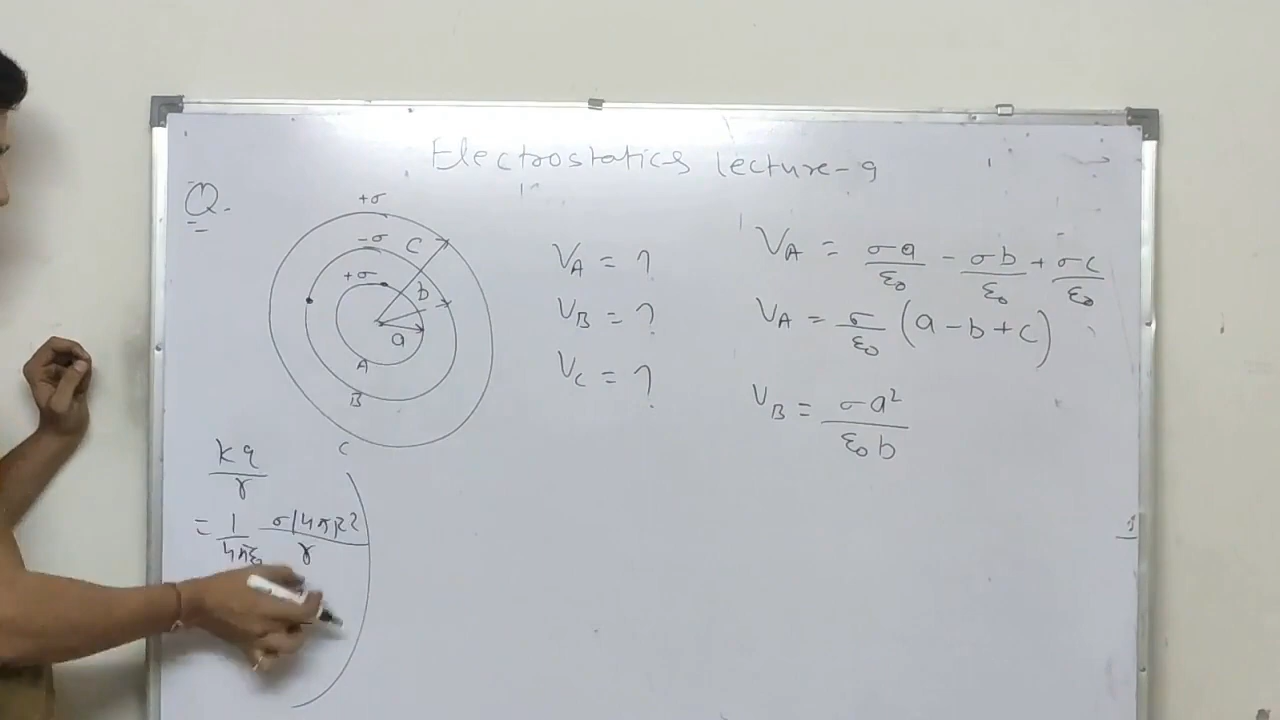 Electrostatics lecture-9
Q.
+σ
-σ
C
+σ
b
a
A
B
C
V_A = ?
V_B = ?
V_C = ?
V_A = σa/ε₀ - σb/ε₀ + σc/ε₀
V_A = σ/ε₀ (a - b + c)
V_B = σa²/ε₀b
kq/r
= 1/4πε₀ σ(4πR²/r